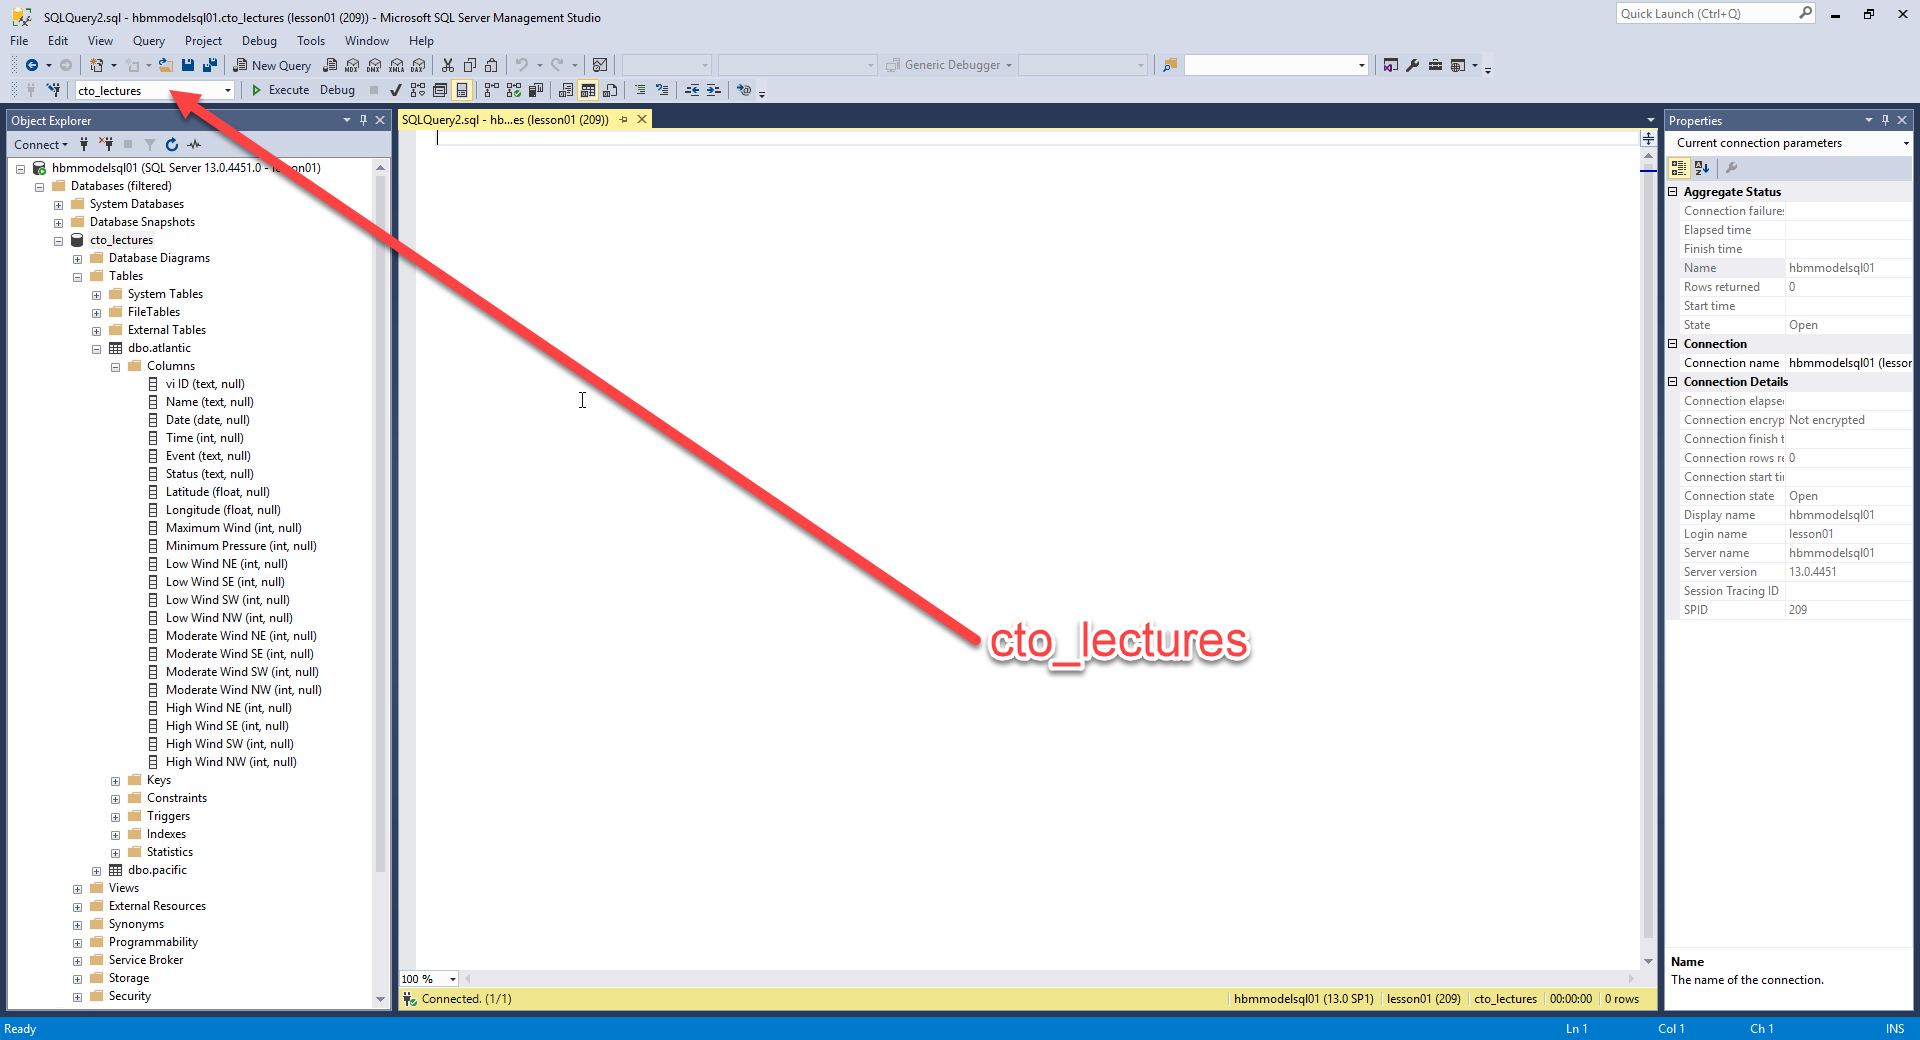 SQLQuery2.sql - hbmmodelsql01.cto_lectures (lesson01 (209)) - Microsoft SQL Server Management Studio
Quick Launch (Ctrl+Q)
File Edit View Query Project Debug Tools Window Help
New Query
MDX DMX XMLA DAX
Generic Debugger
cto_lectures
Execute Debug
Object Explorer
Connect
hbmmodelsql01 (SQL Server 13.0.4451.0 - lesson01)
Databases (filtered)
System Databases
Database Snapshots
cto_lectures
Database Diagrams
Tables
System Tables
FileTables
External Tables
dbo.atlantic
Columns
vi ID (text, null)
Name (text, null)
Date (date, null)
Time (int, null)
Event (text, null)
Status (text, null)
Latitude (float, null)
Longitude (float, null)
Maximum Wind (int, null)
Minimum Pressure (int, null)
Low Wind NE (int, null)
Low Wind SE (int, null)
Low Wind SW (int, null)
Low Wind NW (int, null)
Moderate Wind NE (int, null)
Moderate Wind SE (int, null)
Moderate Wind SW (int, null)
Moderate Wind NW (int, null)
High Wind NE (int, null)
High Wind SE (int, null)
High Wind SW (int, null)
High Wind NW (int, null)
Keys
Constraints
Triggers
Indexes
Statistics
dbo.pacific
Views
External Resources
Synonyms
Programmability
Service Broker
Storage
Security
SQLQuery2.sql - hb...es (lesson01 (209))
cto_lectures
100 %
Connected. (1/1)
hbmmodelsql01 (13.0 SP1) lesson01 (209) cto_lectures 00:00:00 0 rows
Properties
Current connection parameters
Aggregate Status
Connection failures
Elapsed time
Finish time
Name hbmmodelsql01
Rows returned 0
Start time
State Open
Connection
Connection name hbmmodelsql01 (lesson
Connection Details
Connection elapse
Connection encryp Not encrypted
Connection finish t
Connection rows re 0
Connection start ti
Connection state Open
Display name hbmmodelsql01
Login name lesson01
Server name hbmmodelsql01
Server version 13.0.4451
Session Tracing ID
SPID 209
Name
The name of the connection.
Ready Ln 1 Col 1 Ch 1 INS